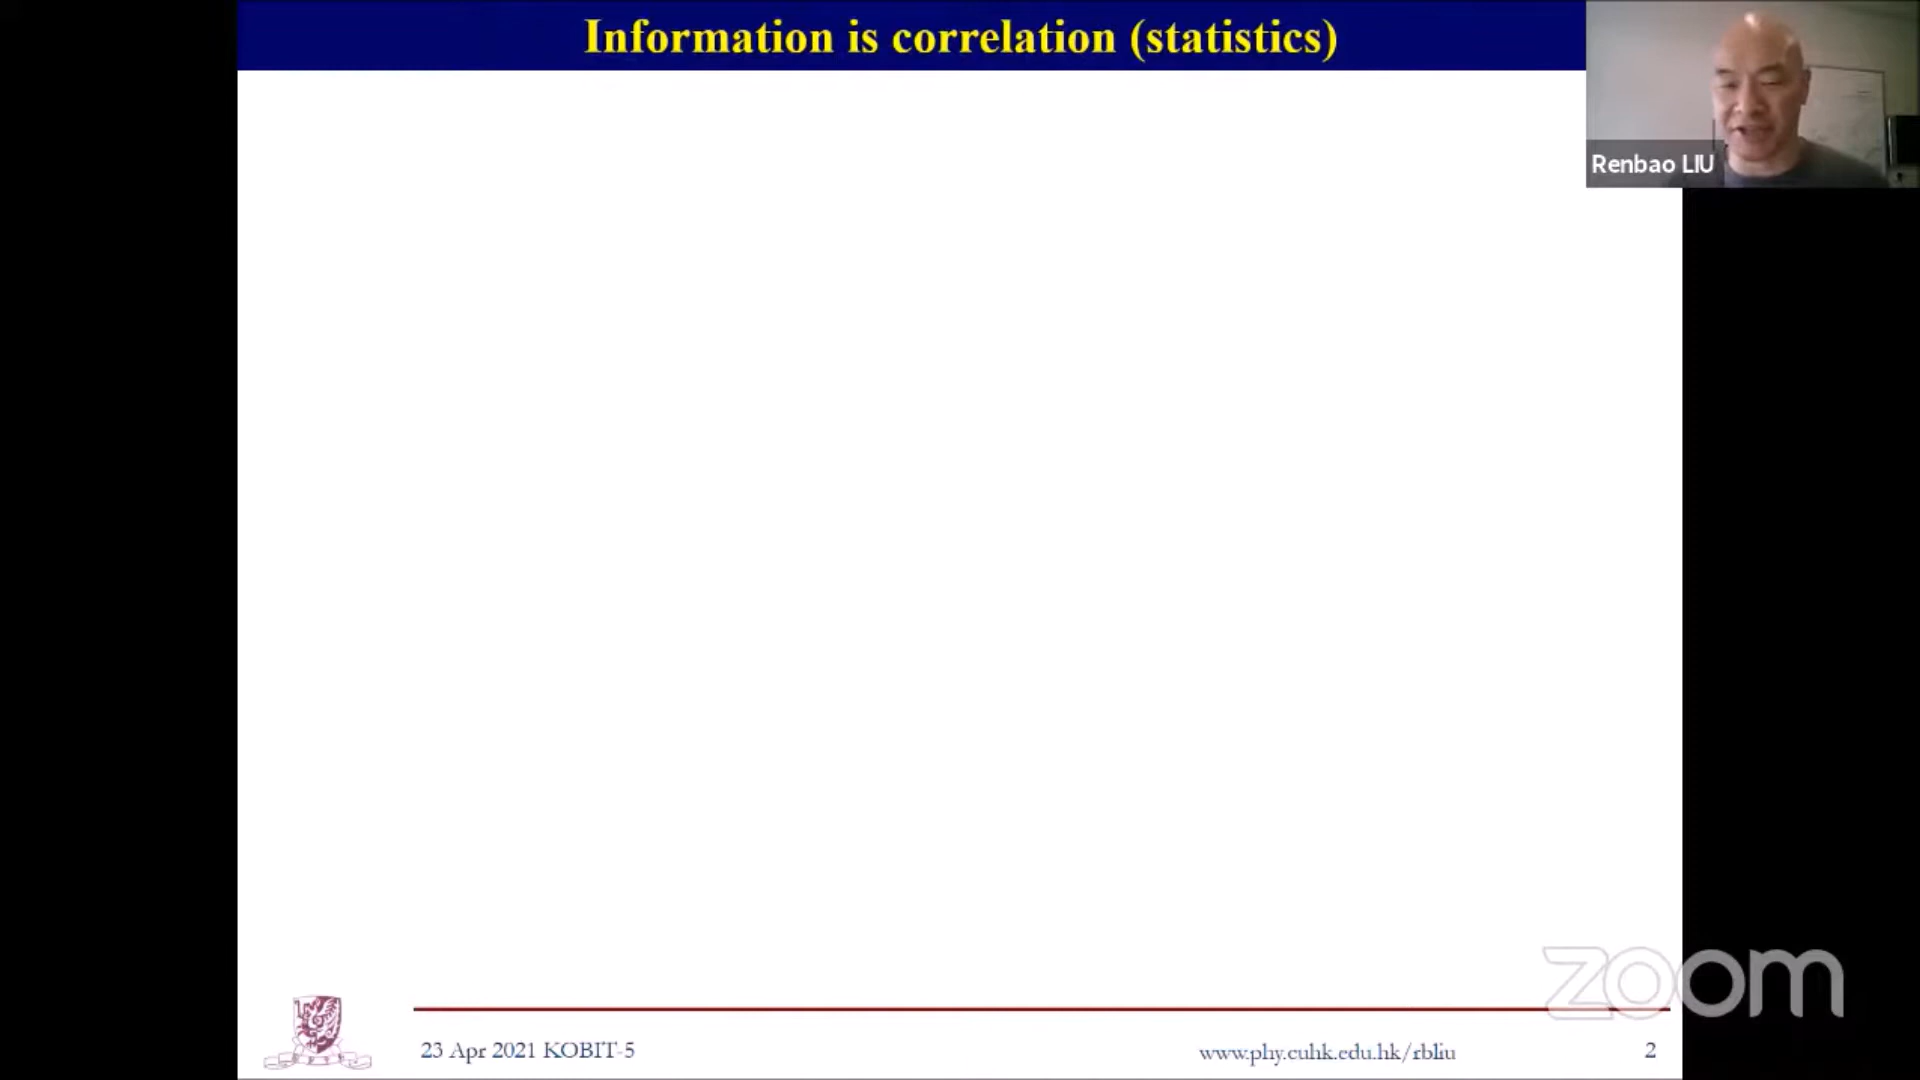 Information is correlation (statistics)
Renbao LIU
zoom
23 Apr 2021 KOBIT-5
www.phy.cuhk.edu.hk/rbliu
2